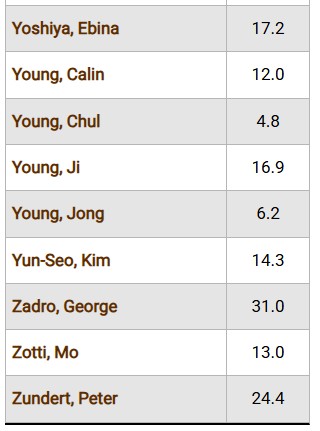 Yoshiya, Ebina 17.2
Young, Calin 12.0
Young, Chul 4.8
Young, Ji 16.9
Young, Jong 6.2
Yun-Seo, Kim 14.3
Zadro, George 31.0
Zotti, Mo 13.0
Zundert, Peter 24.4